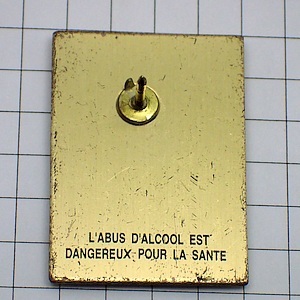 L'ABUS D'ALCOOL EST
DANGEREUX POUR LA SANTE